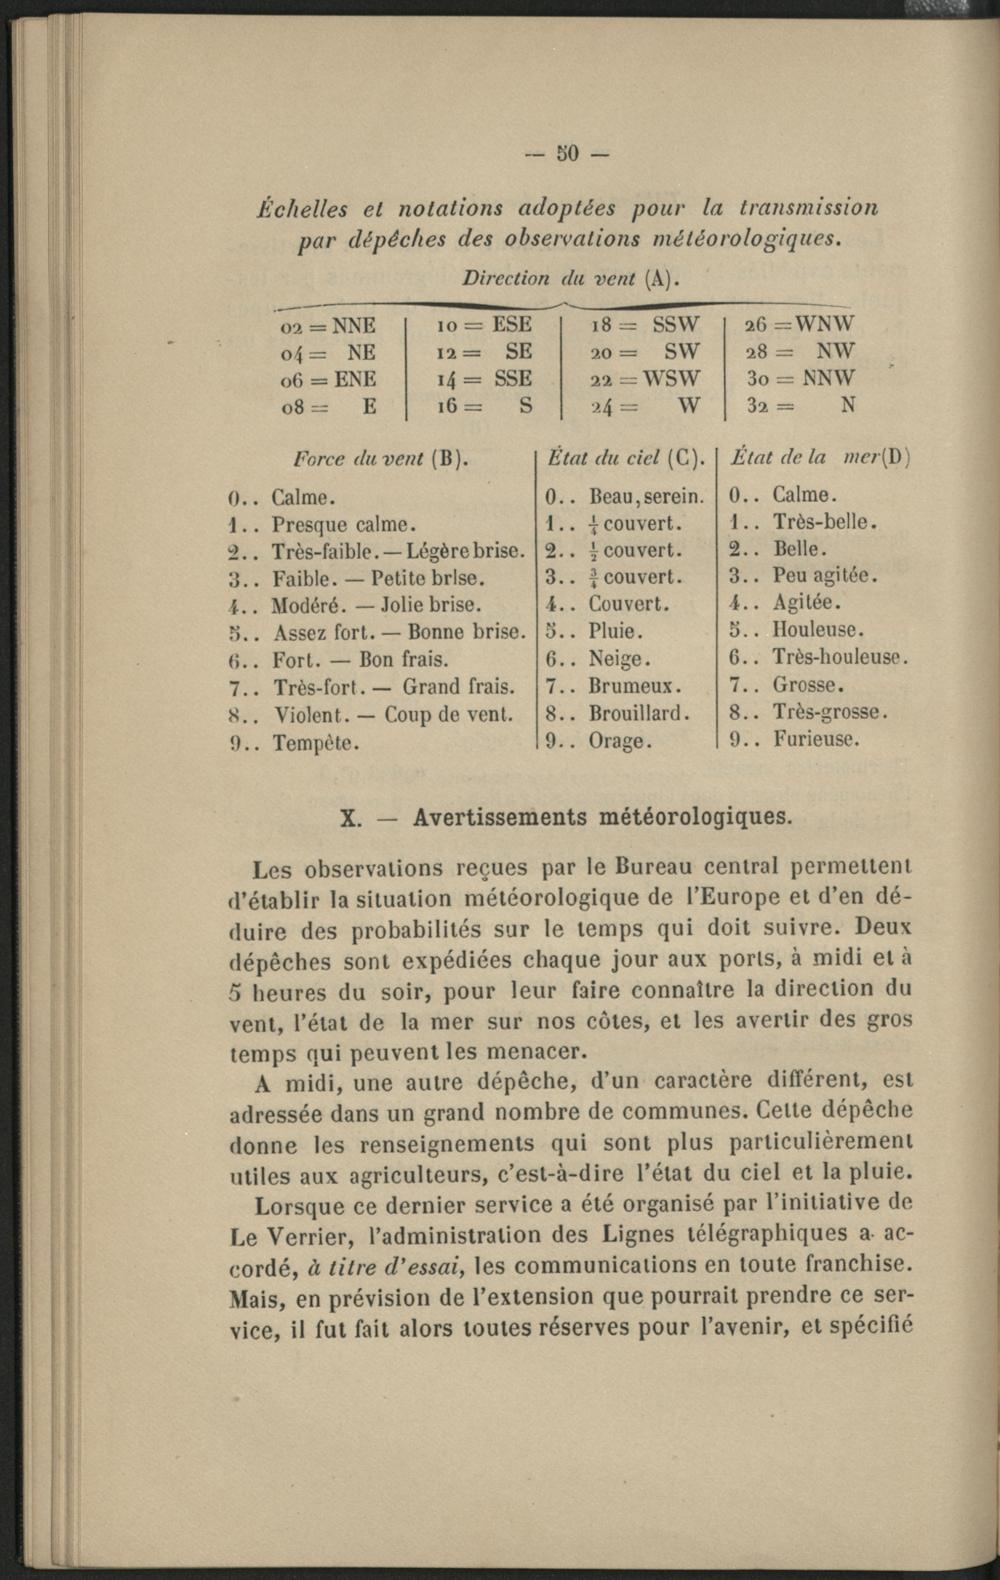 — 50 —
Échelles et notations adoptées pour la transmission
par dépêches des observations météorologiques.
Direction du vent (A).
02 = NNE 10 = ESE 18 = SSW 26 = WNW
04 = NE 12 = SE 20 = SW 28 = NW
06 = ENE 14 = SSE 22 = WSW 30 = NNW
08 = E 16 = S 24 = W 32 = N
Force du vent (B). État du ciel (C). État de la mer (D)
0.. Calme. 0.. Beau, serein. 0.. Calme.
1.. Presque calme. 1.. ¼ couvert. 1.. Très-belle.
2.. Très-faible. — Légère brise. 2.. ½ couvert. 2.. Belle.
3.. Faible. — Petite brise. 3.. ¾ couvert. 3.. Peu agitée.
4.. Modéré. — Jolie brise. 4.. Couvert. 4.. Agitée.
5.. Assez fort. — Bonne brise. 5.. Pluie. 5.. Houleuse.
6.. Fort. — Bon frais. 6.. Neige. 6.. Très-houleuse.
7.. Très-fort. — Grand frais. 7.. Brumeux. 7.. Grosse.
8.. Violent. — Coup de vent. 8.. Brouillard. 8.. Très-grosse.
9.. Tempête. 9.. Orage. 9.. Furieuse.
X. — Avertissements météorologiques.
Les observations reçues par le Bureau central permettent
d'établir la situation météorologique de l'Europe et d'en dé-
duire des probabilités sur le temps qui doit suivre. Deux
dépêches sont expédiées chaque jour aux ports, à midi et à
5 heures du soir, pour leur faire connaître la direction du
vent, l'état de la mer sur nos côtes, et les avertir des gros
temps qui peuvent les menacer.
A midi, une autre dépêche, d'un caractère différent, est
adressée dans un grand nombre de communes. Cette dépêche
donne les renseignements qui sont plus particulièrement
utiles aux agriculteurs, c'est-à-dire l'état du ciel et la pluie.
Lorsque ce dernier service a été organisé par l'initiative de
Le Verrier, l'administration des Lignes télégraphiques a ac-
cordé, à titre d'essai, les communications en toute franchise.
Mais, en prévision de l'extension que pourrait prendre ce ser-
vice, il fut fait alors toutes réserves pour l'avenir, et spécifié